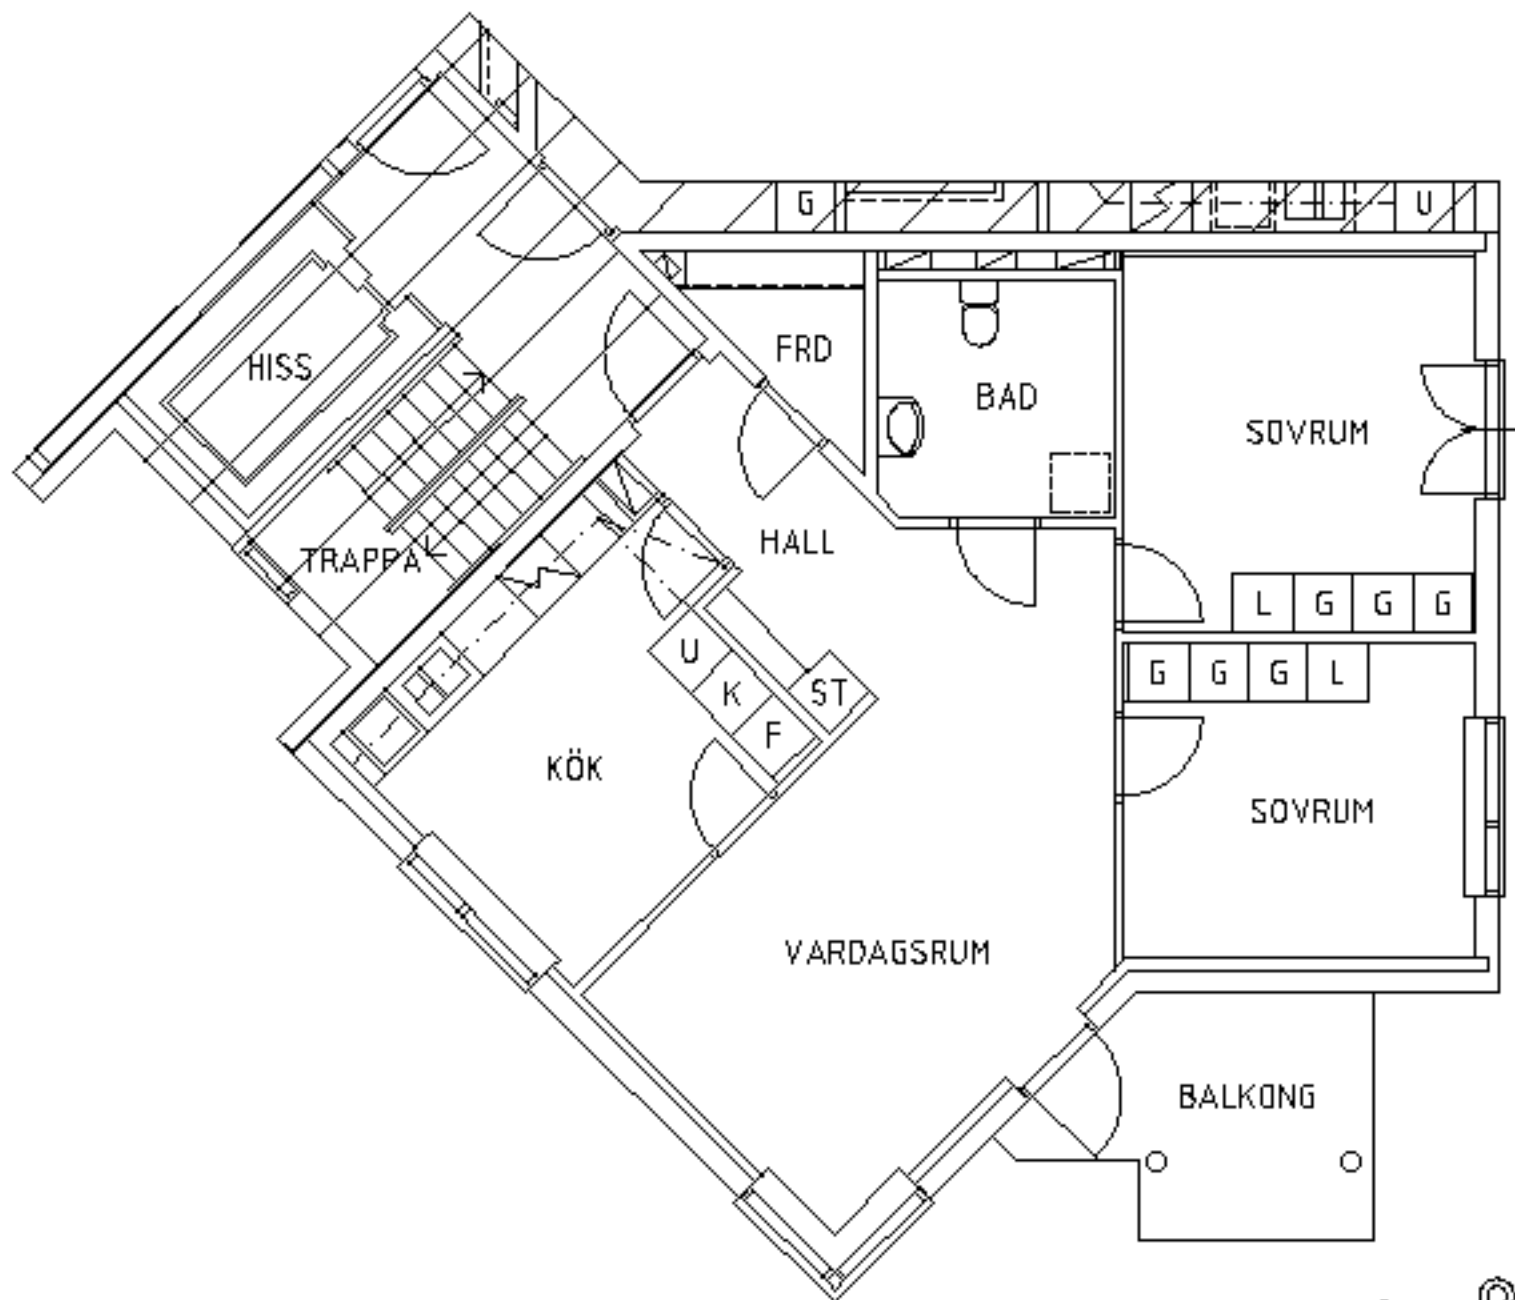 G
U
FRD
HISS
BAD
SOVRUM
HALL
TRAPPA
L G G G
U
K
F
ST
G G G L
KÖK
SOVRUM
VARDAGSRUM
BALKONG